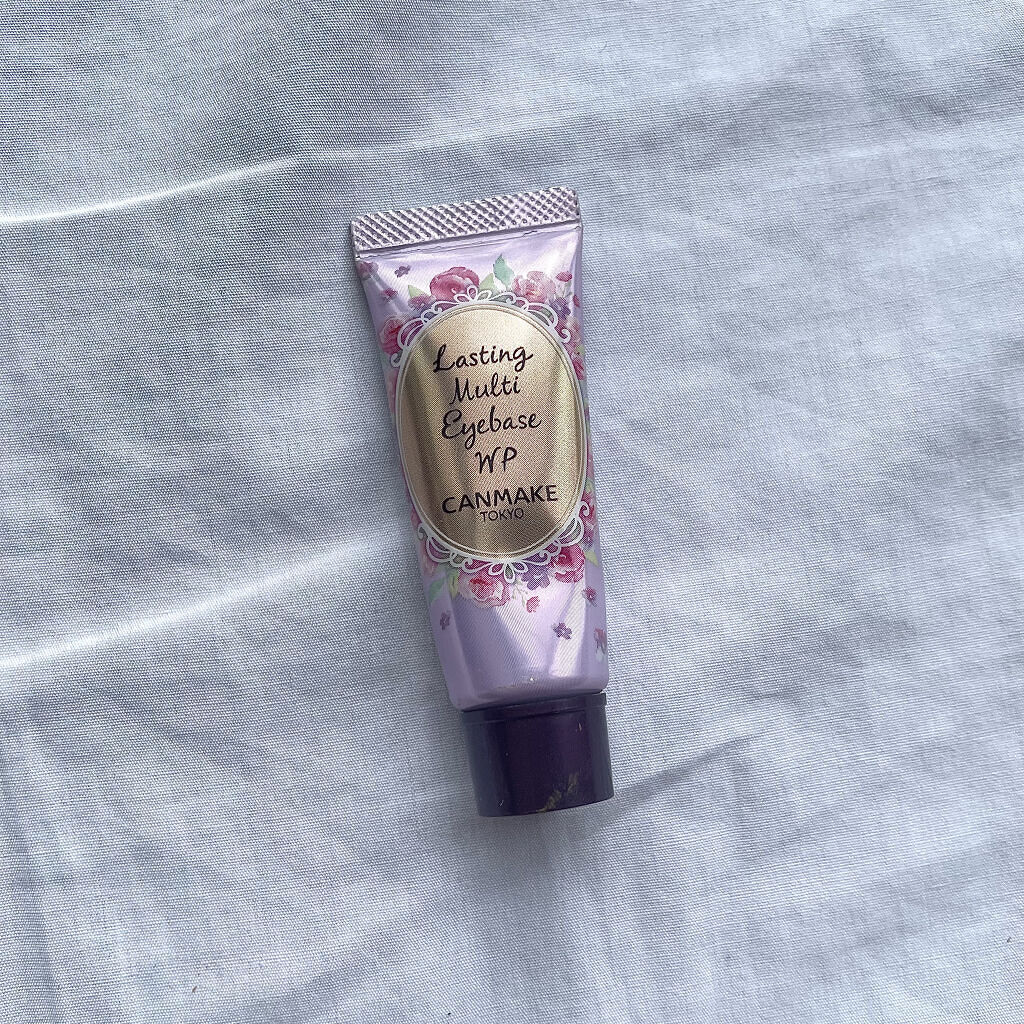 Lasting
Multi
Eyebase
WP
CANMAKE
TOKYO